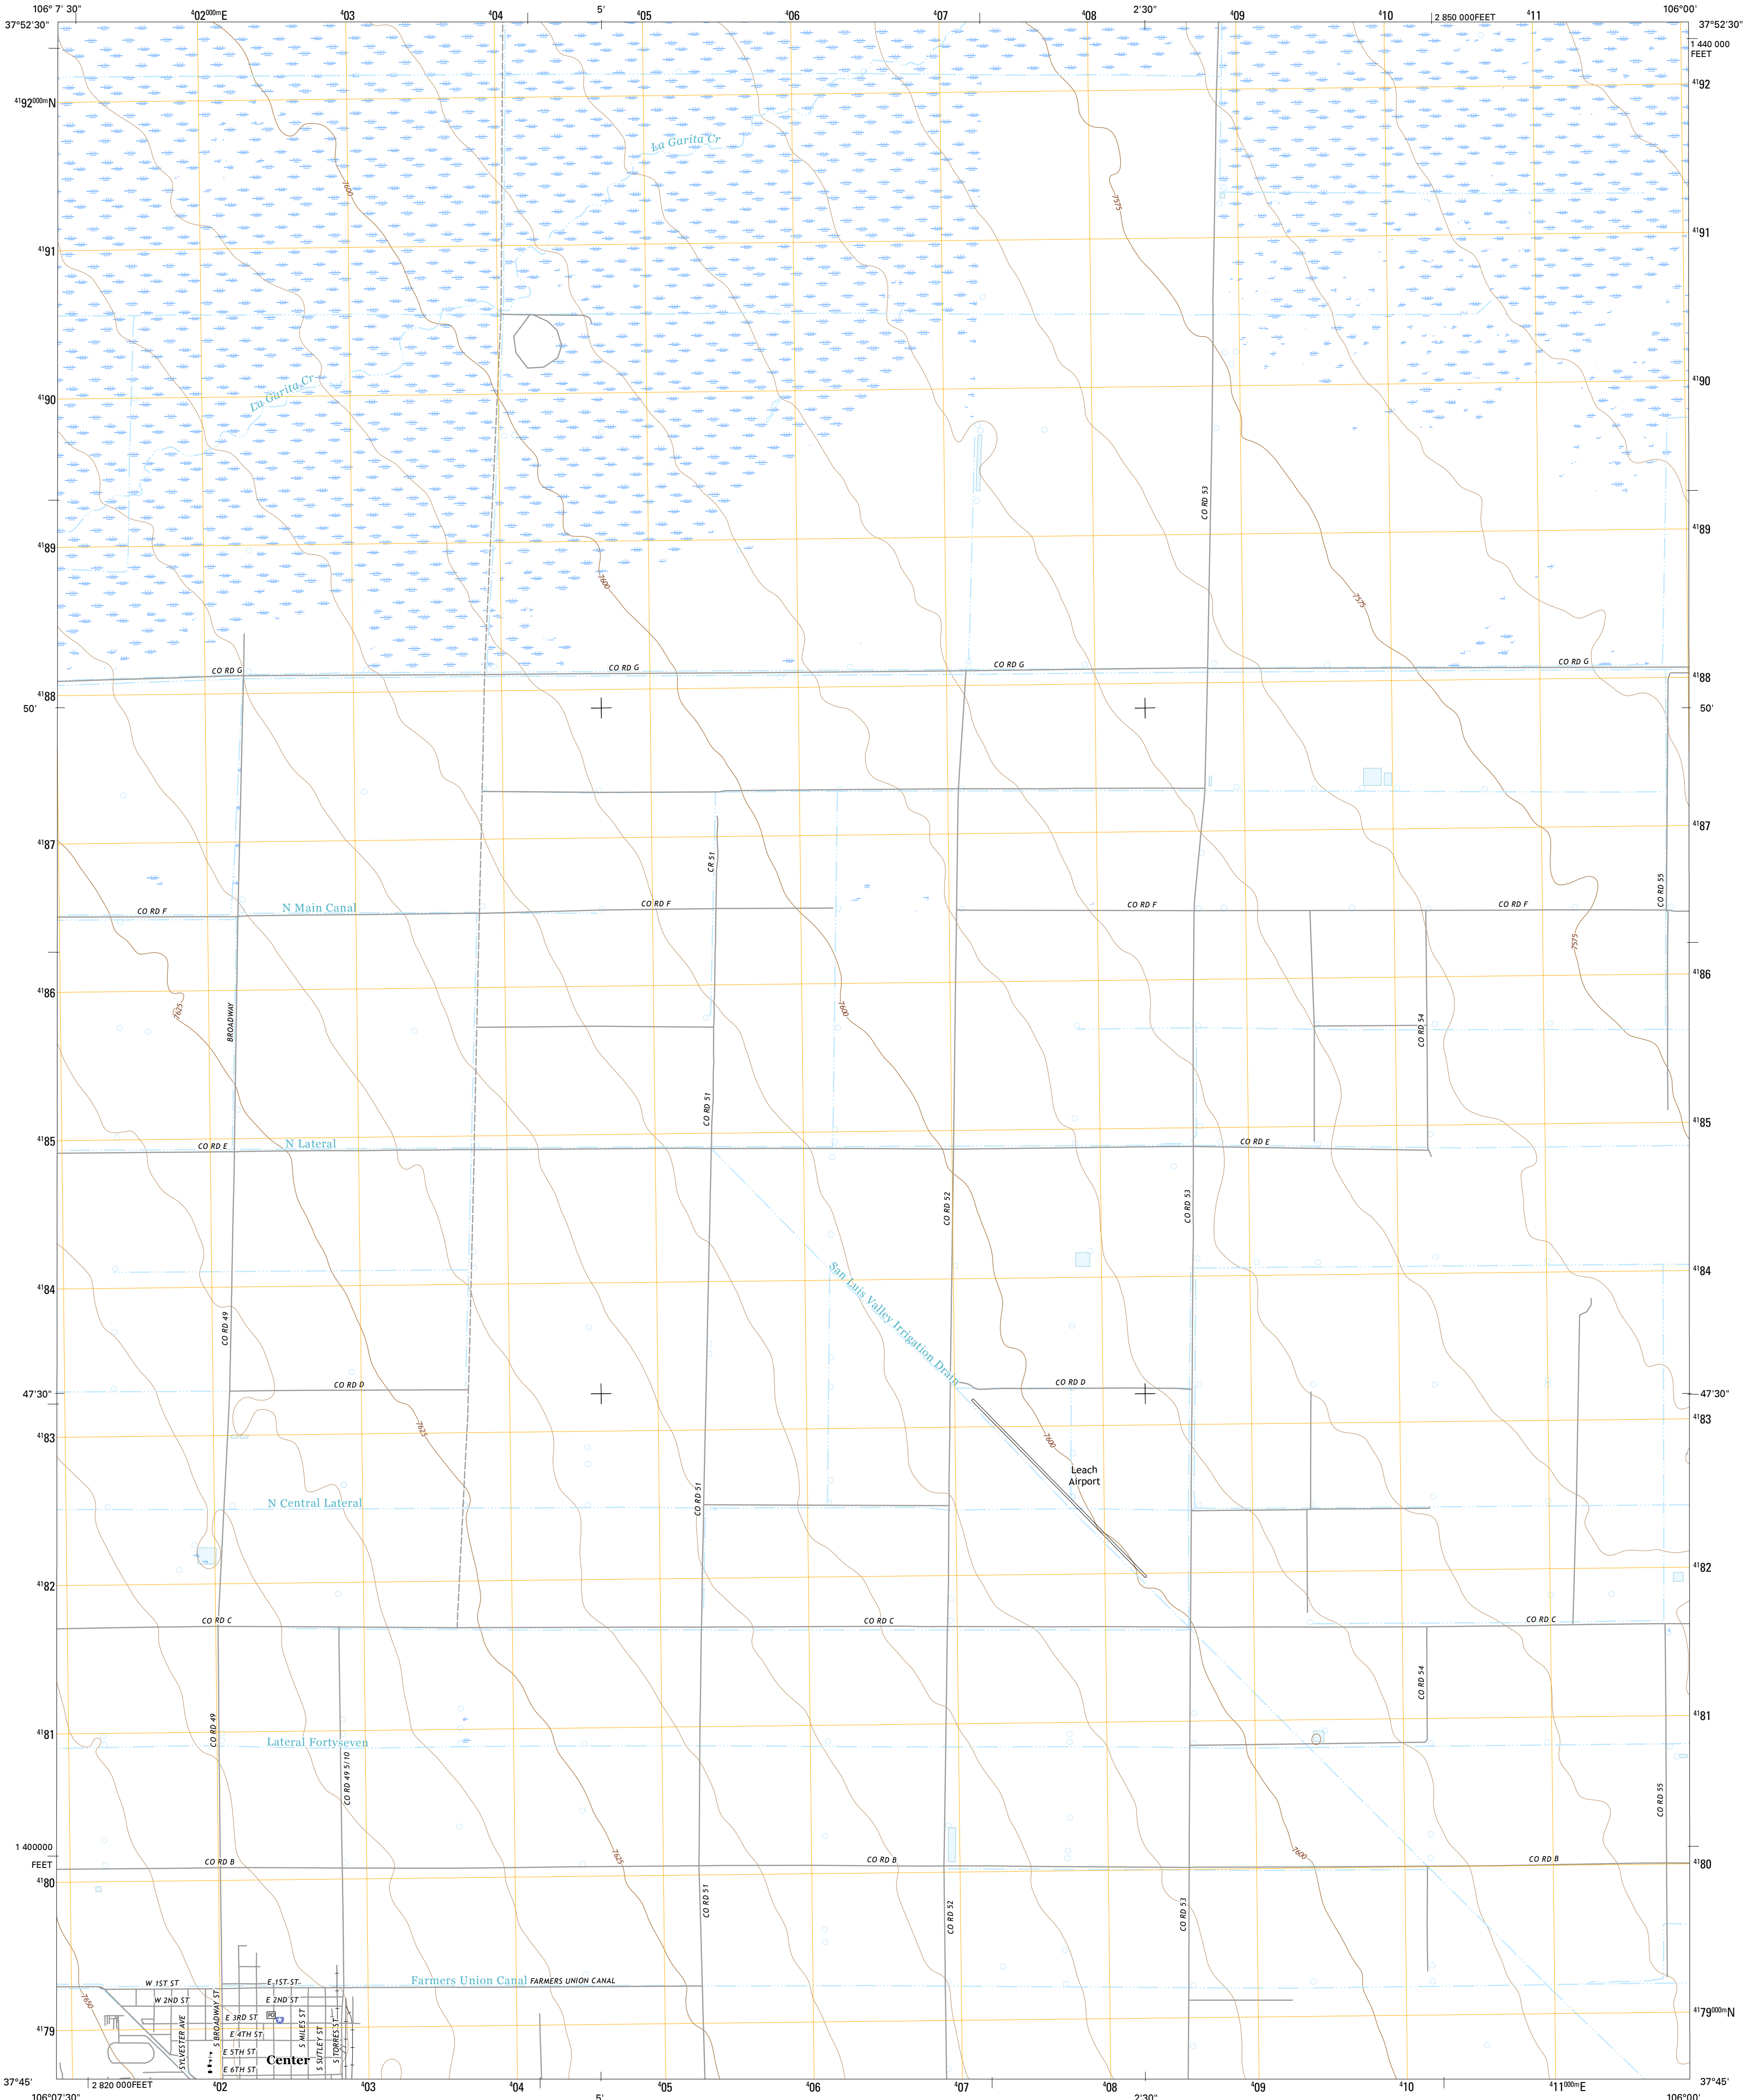 106° 7' 30"
⁴02⁰⁰⁰ᵐE
⁴03
⁴04
5'
⁴05
⁴06
⁴07
⁴08
2'30"
⁴09
⁴10
2 850 000FEET
⁴11
106°00'
37°52'30"
37°52'30"
1 440 000
FEET
⁴¹92⁰⁰⁰ᵐN
⁴¹92
La Garita Cr
7600
7575
⁴¹91
⁴¹91
La Garita Cr
⁴¹90
⁴¹90
CO RD 53
⁴¹89
⁴¹89
7600
7575
CO RD G
CO RD G
CO RD G
CO RD G
⁴¹88
⁴¹88
50'
50'
⁴¹87
⁴¹87
CR 51
CO RD 55
CO RD F
N Main Canal
CO RD F
CO RD F
CO RD F
7575
⁴¹86
⁴¹86
7625
BROADWAY
7600
CO RD 54
CO RD 51
⁴¹85
⁴¹85
CO RD E
N Lateral
CO RD E
CO RD 52
CO RD 53
⁴¹84
⁴¹84
San Luis Valley Irrigation Drain
CO RD 49
CO RD D
CO RD D
47'30"
47'30"
⁴¹83
⁴¹83
7625
7600
Leach
Airport
CO RD 51
N Central Lateral
⁴¹82
⁴¹82
CO RD C
CO RD C
CO RD C
CO RD 54
⁴¹81
⁴¹81
CO RD 49
Lateral Fortyseven
CO RD 49 5/10
CO RD 55
1 400000
FEET
7625
7600
CO RD B
CO RD B
CO RD B
⁴¹80
⁴¹80
CO RD 51
CO RD 52
CO RD 53
W 1ST ST
E 1ST ST
Farmers Union Canal
FARMERS UNION CANAL
7650
W 2ND ST
E 2ND ST
PO
E 3RD ST
E 4TH ST
E 5TH ST
E 6TH ST
SYLVESTER AVE
S BROADWAY ST
S MILES ST
S SUTLEY ST
S TORRES ST
Center
⁴¹79
⁴¹79⁰⁰⁰ᵐN
37°45'
37°45'
2 820 000FEET
⁴02
⁴03
⁴04
5'
⁴05
⁴06
⁴07
⁴08
2'30"
⁴09
⁴10
⁴11⁰⁰⁰ᵐE
106°07'30"
106°00'